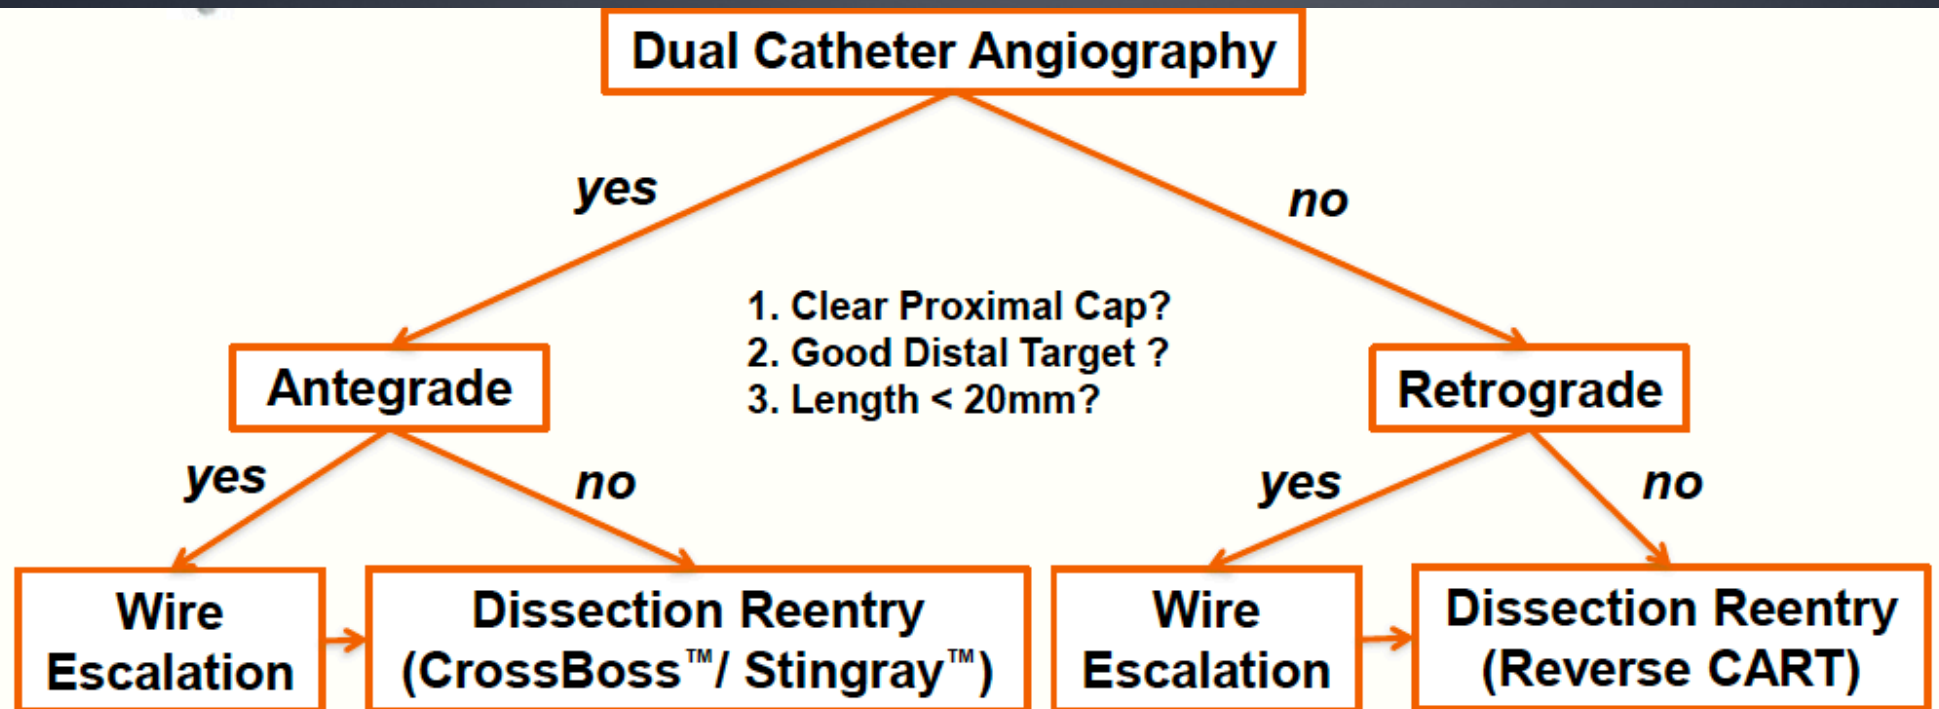 Dual Catheter Angiography
yes
no
1. Clear Proximal Cap?
2. Good Distal Target ?
3. Length < 20mm?
Antegrade
Retrograde
yes
no
yes
no
Wire
Escalation
Dissection Reentry
(CrossBoss™/ Stingray™)
Wire
Escalation
Dissection Reentry
(Reverse CART)